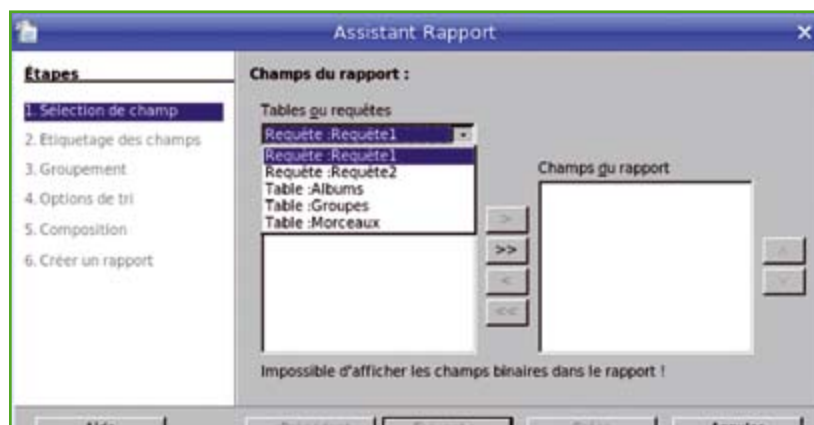 Assistant Rapport
Étapes
1. Sélection de champ
2. Etiquetage des champs
3. Groupement
4. Options de tri
5. Composition
6. Créer un rapport
Champs du rapport :
Tables ou requêtes
Requête :Requête1
Requête :Requête1
Requête :Requête2
Table :Albums
Table :Groupes
Table :Morceaux
Champs du rapport
>
>>
<
<<
Impossible d'afficher les champs binaires dans le rapport !